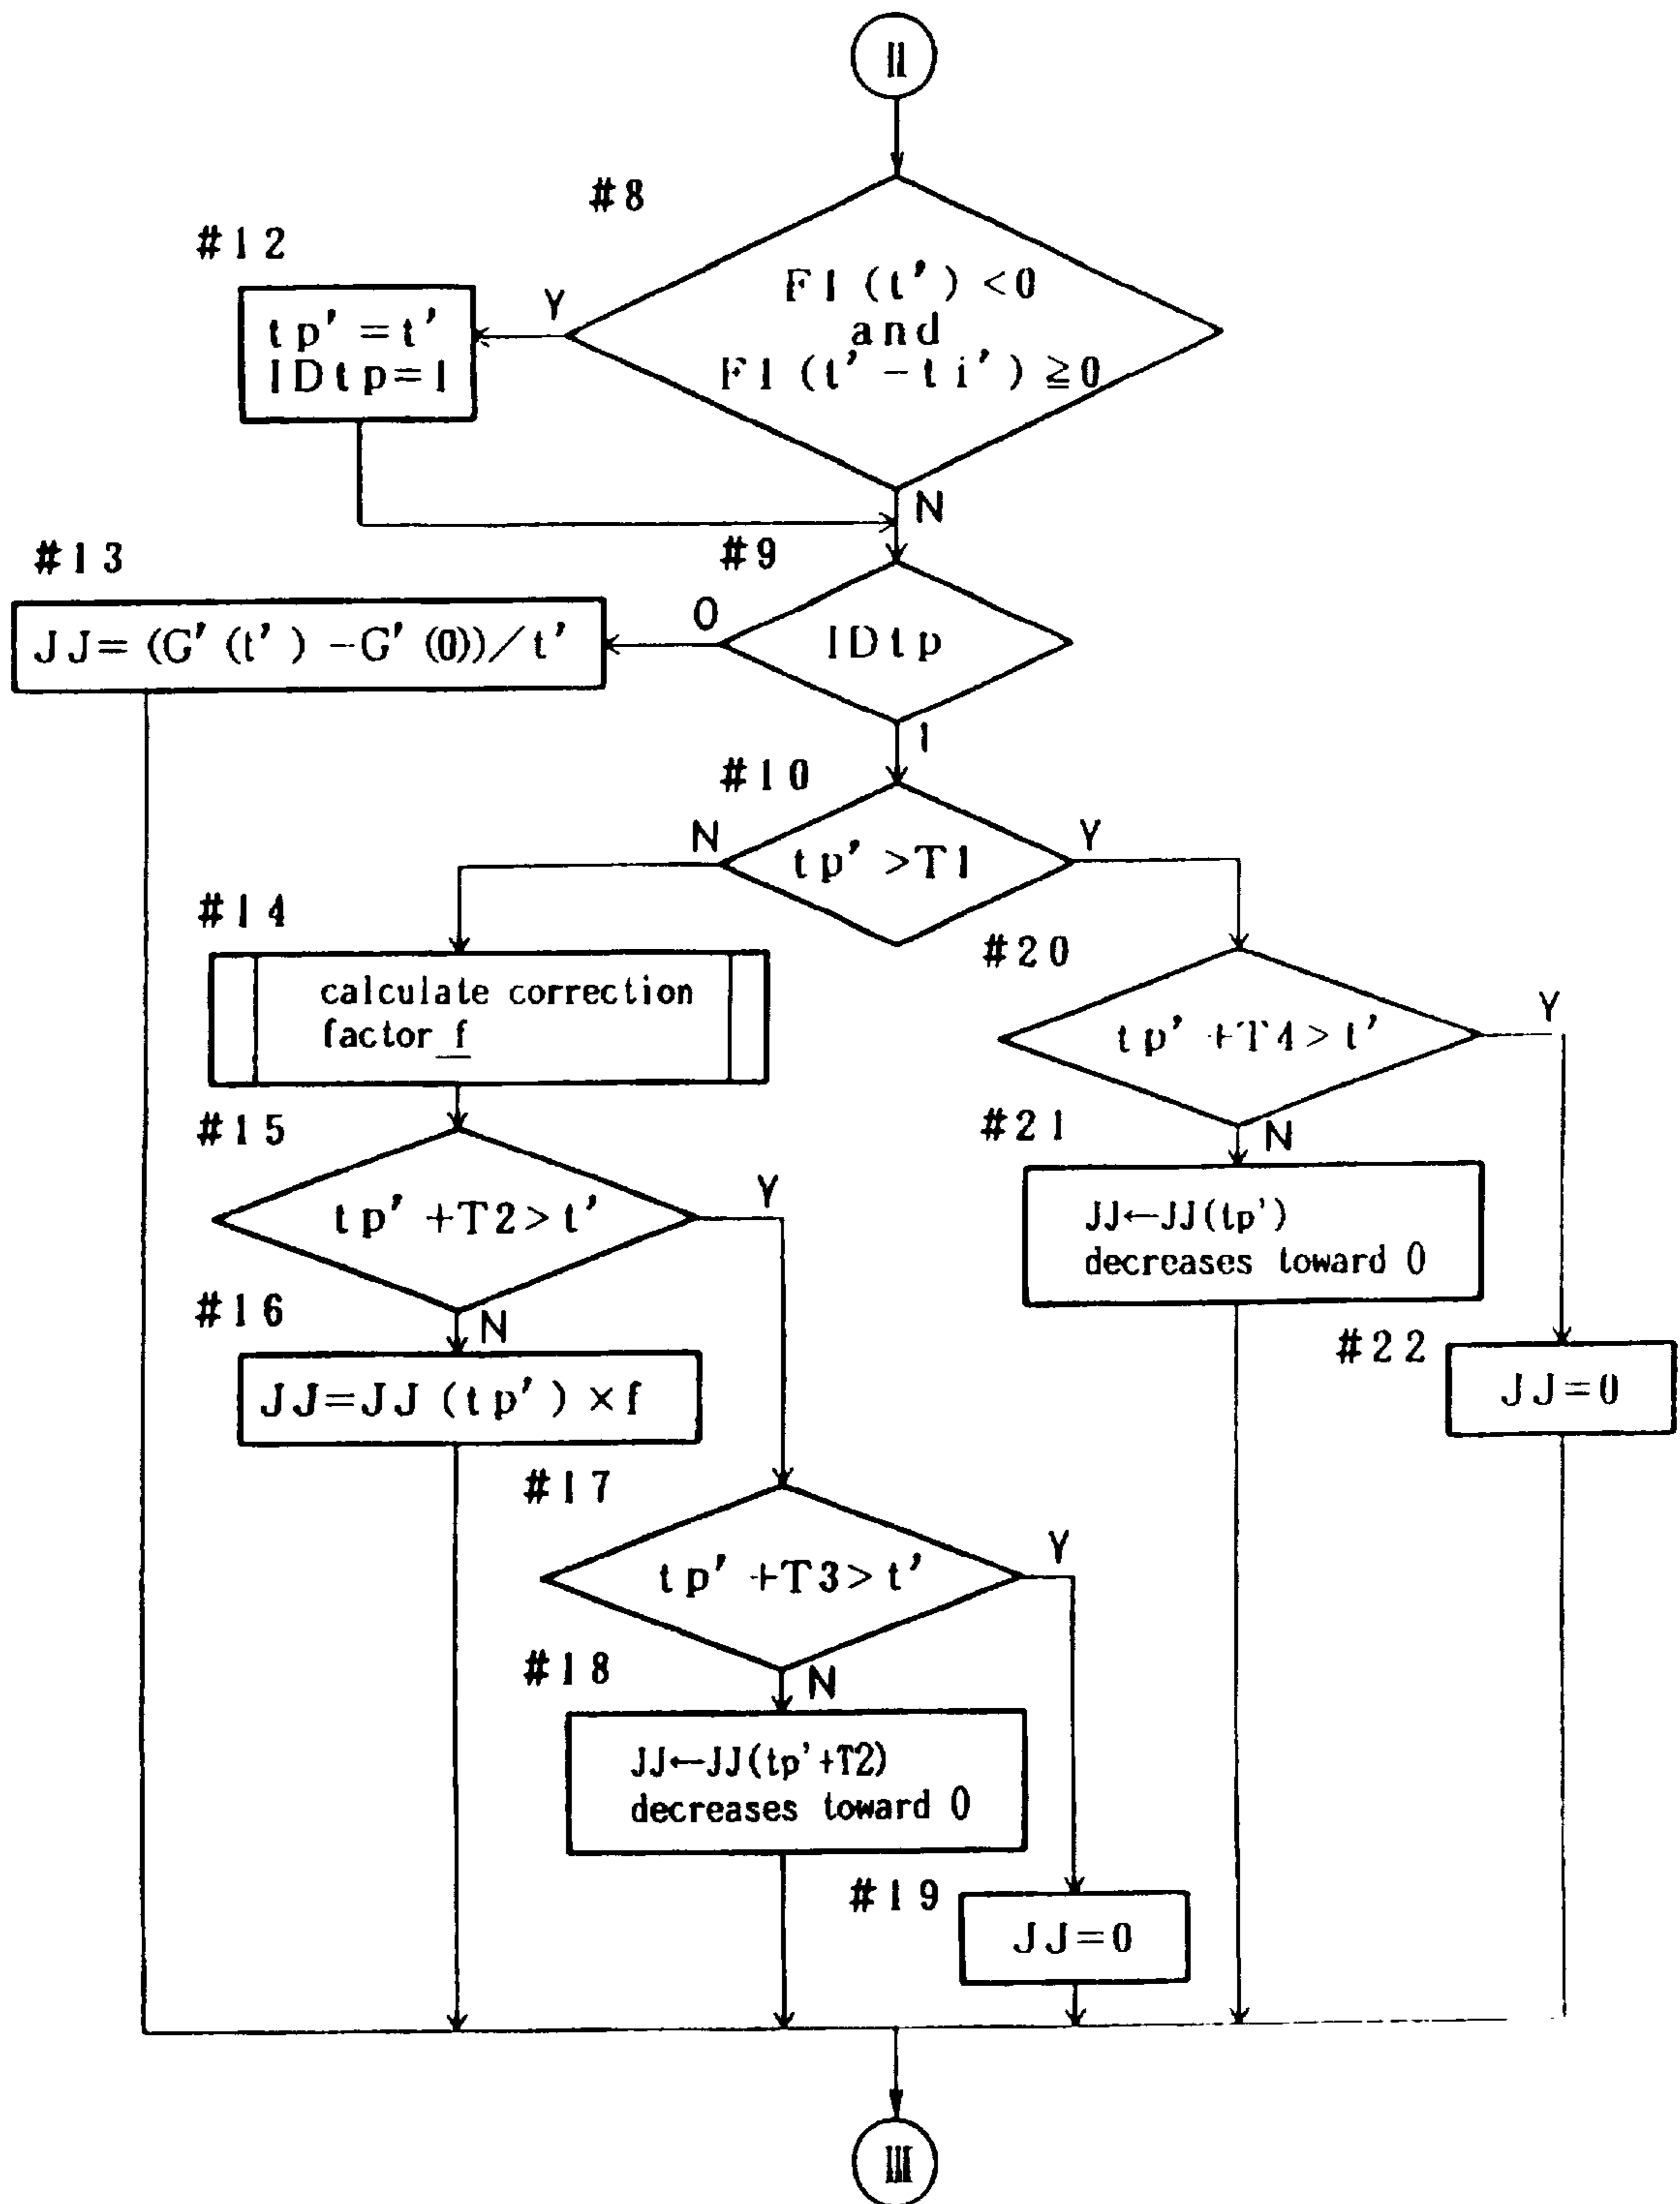 II
#8
#12
F1 (t') <0
and
F1 (t' -ti') ≧0
Y
tp' =t'
IDtp=1
N
#13
#9
O
JJ= (G' (t') -G' (0))/t'
IDtp
1
#10
N
Y
tp' >T1
#14
#20
calculate correction
factor f
Y
tp' +T4> t'
#15
#21
N
Y
tp' +T2> t'
JJ←JJ(tp')
decreases toward 0
#16
N
#22
JJ=JJ (tp') ×f
JJ=0
#17
Y
tp' +T3> t'
#18
N
JJ←JJ(tp'+T2)
decreases toward 0
#19
JJ=0
III